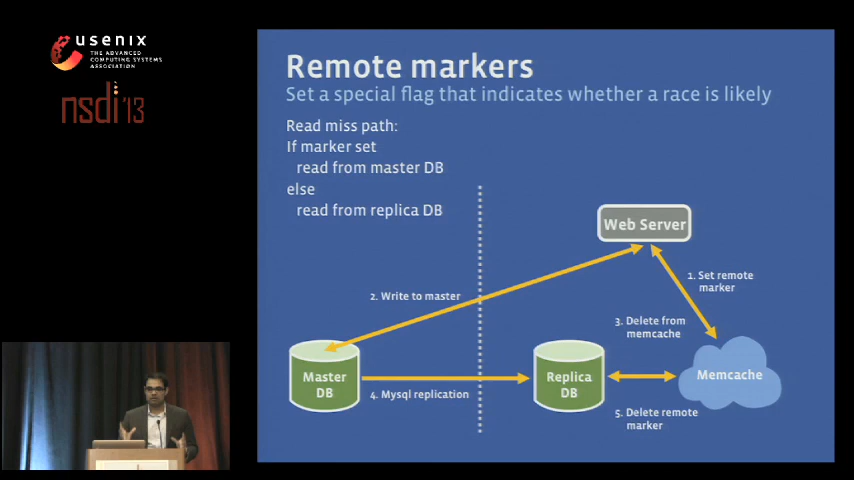 usenix
THE ADVANCED
COMPUTING SYSTEMS
ASSOCIATION
nsdi '13
Remote markers
Set a special flag that indicates whether a race is likely
Read miss path:
If marker set
read from master DB
else
read from replica DB
Web Server
1. Set remote
marker
2. Write to master
3. Delete from
memcache
Master
DB
4. Mysql replication
Replica
DB
Memcache
5. Delete remote
marker